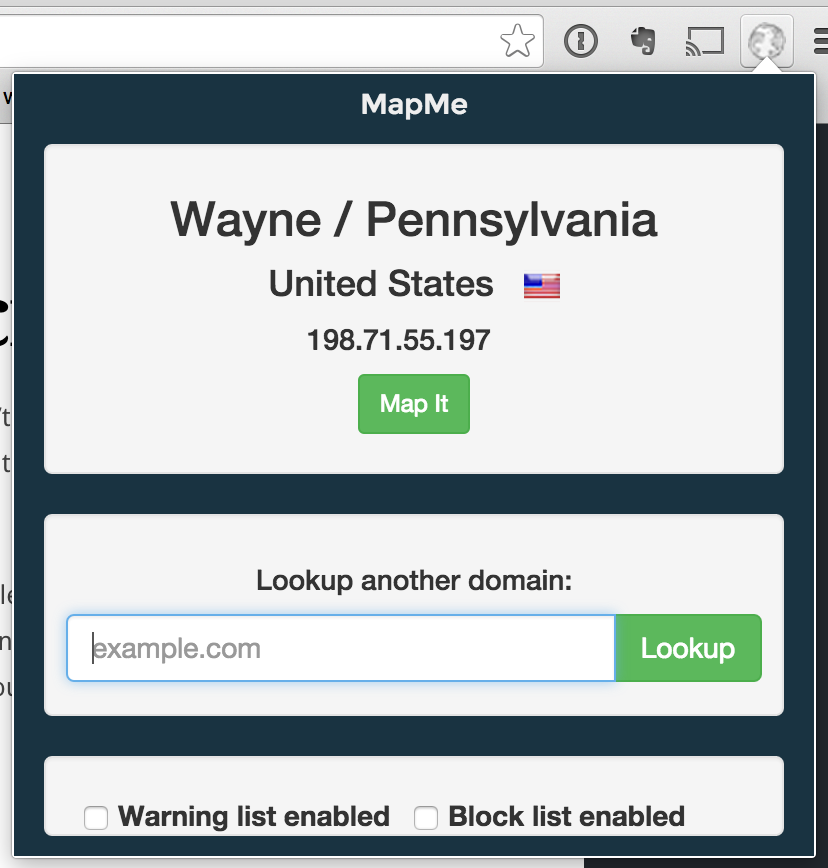 MapMe
Wayne / Pennsylvania
United States
198.71.55.197
Map It
Lookup another domain:
example.com
Lookup
Warning list enabled
Block list enabled